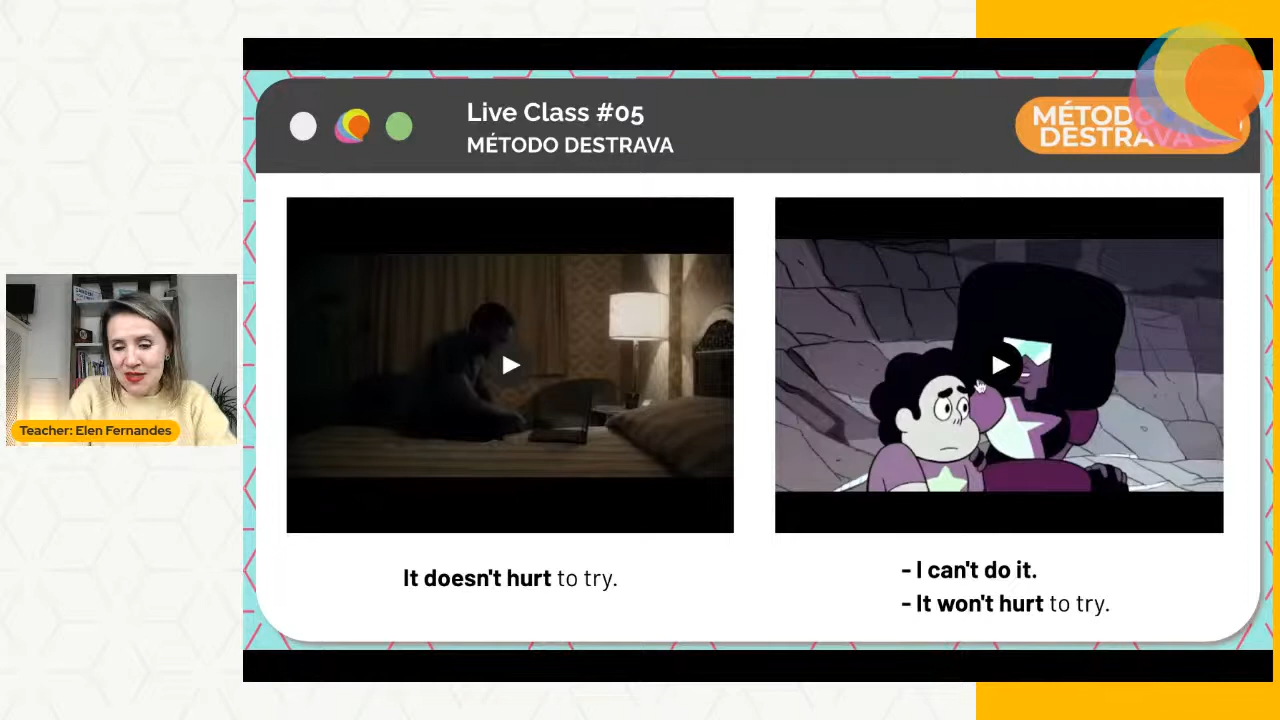 Live Class #05
MÉTODO DESTRAVA
MÉTODO
DESTRAVA
Teacher: Elen Fernandes
It doesn't hurt to try.
- I can't do it.
- It won't hurt to try.